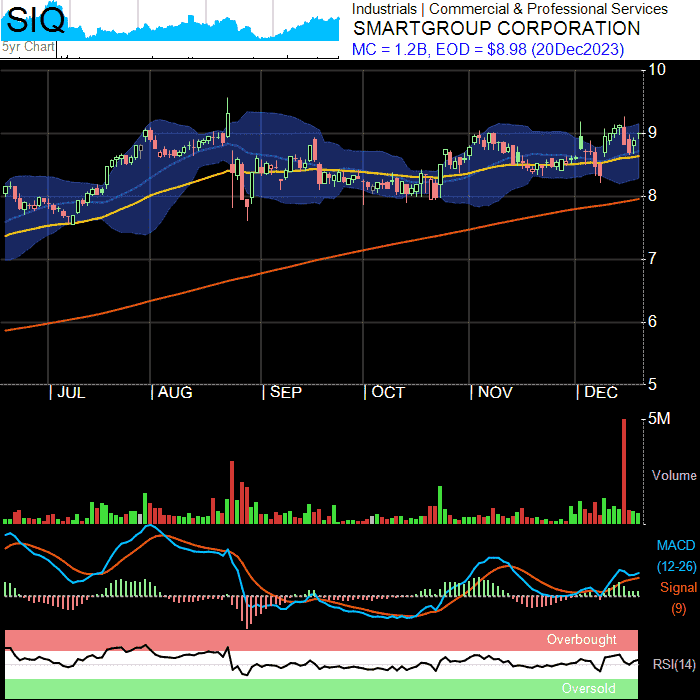 SIQ
5yr Chart
Industrials | Commercial & Professional Services
SMARTGROUP CORPORATION
MC = 1.2B, EOD = $8.98 (20Dec2023)
10
9
8
7
6
5
JUL AUG SEP OCT NOV DEC
5M
Volume
MACD
(12-26)
Signal
(9)
Overbought
RSI(14)
Oversold